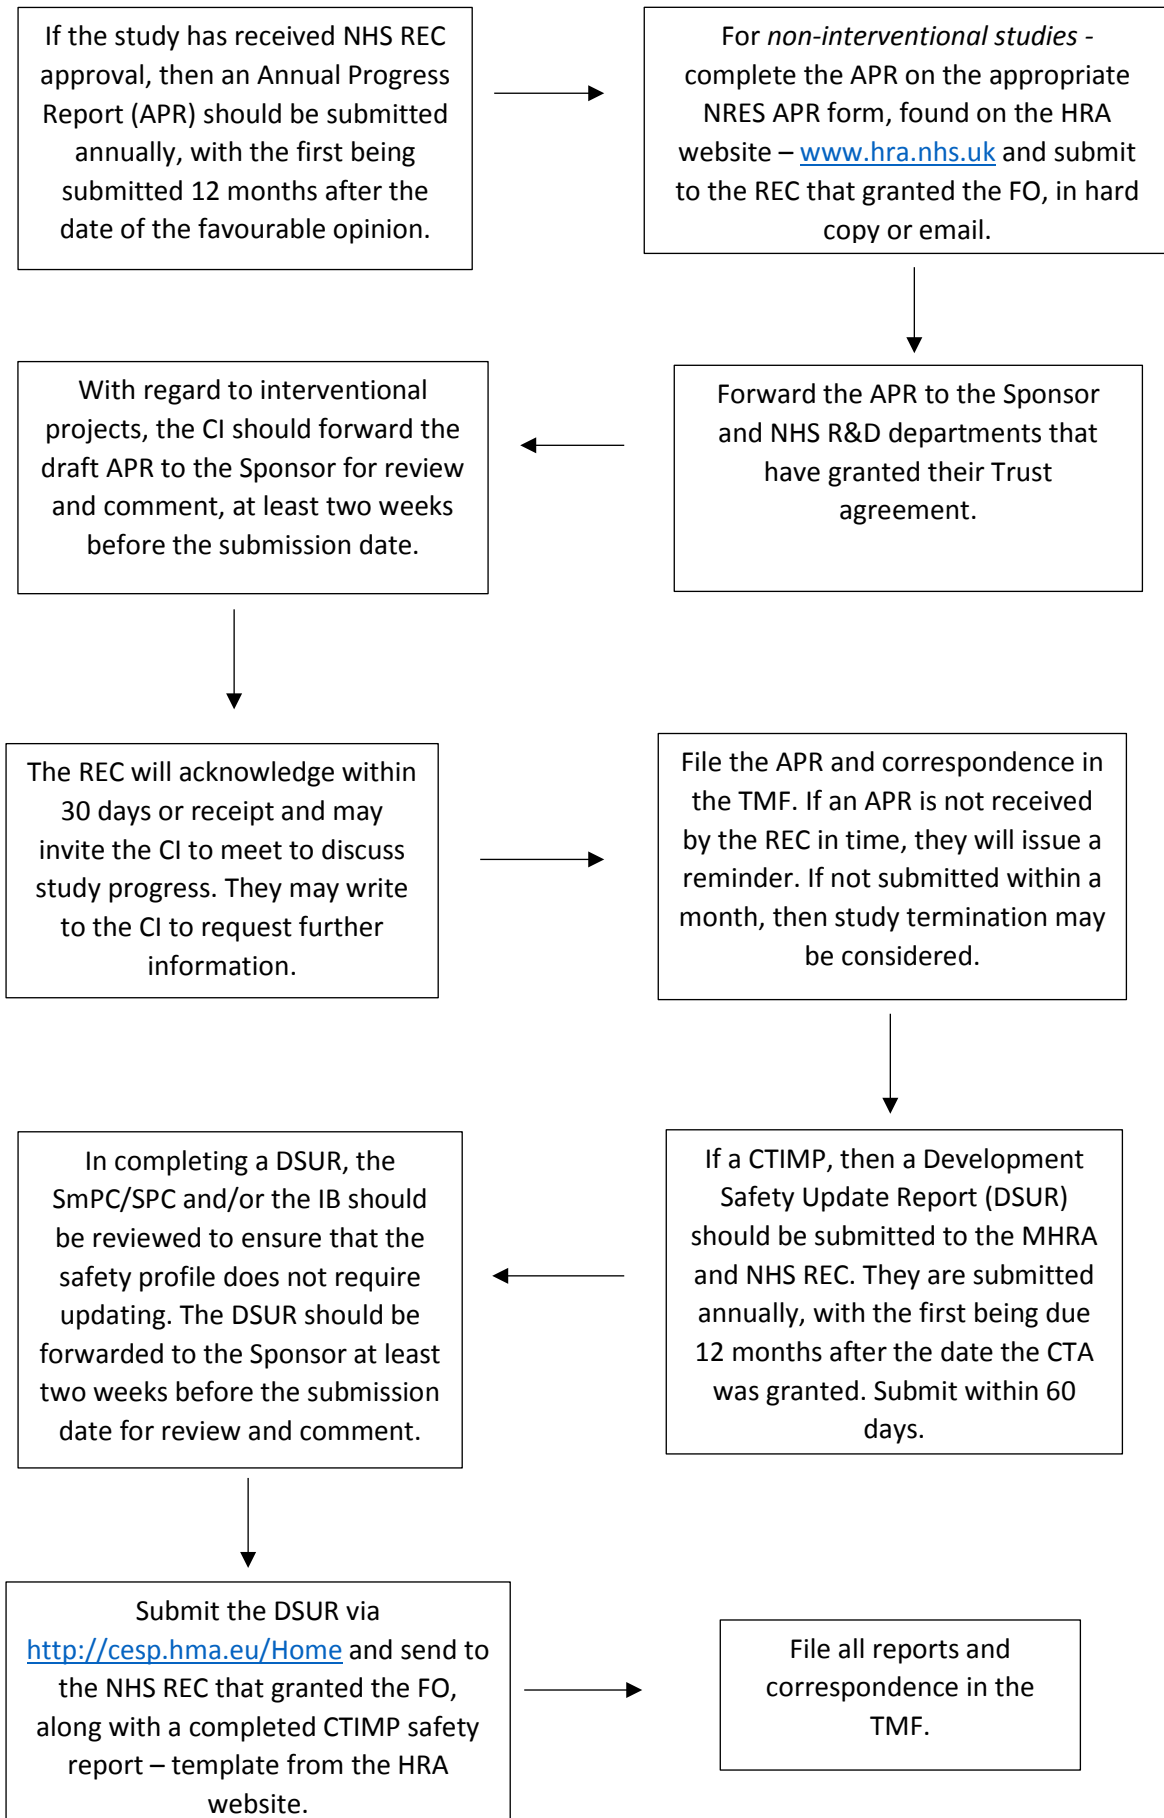 If the study has received NHS REC
approval, then an Annual Progress
Report (APR) should be submitted
annually, with the first being
submitted 12 months after the
date of the favourable opinion.
For non-interventional studies -
complete the APR on the appropriate
NRES APR form, found on the HRA
website – www.hra.nhs.uk and submit
to the REC that granted the FO, in hard
copy or email.
Forward the APR to the Sponsor
and NHS R&D departments that
have granted their Trust
agreement.
With regard to interventional
projects, the CI should forward the
draft APR to the Sponsor for review
and comment, at least two weeks
before the submission date.
The REC will acknowledge within
30 days or receipt and may
invite the CI to meet to discuss
study progress. They may write
to the CI to request further
information.
File the APR and correspondence in
the TMF. If an APR is not received
by the REC in time, they will issue a
reminder. If not submitted within a
month, then study termination may
be considered.
If a CTIMP, then a Development
Safety Update Report (DSUR)
should be submitted to the MHRA
and NHS REC. They are submitted
annually, with the first being due
12 months after the date the CTA
was granted. Submit within 60
days.
In completing a DSUR, the
SmPC/SPC and/or the IB should
be reviewed to ensure that the
safety profile does not require
updating. The DSUR should be
forwarded to the Sponsor at least
two weeks before the submission
date for review and comment.
Submit the DSUR via
http://cesp.hma.eu/Home and send to
the NHS REC that granted the FO,
along with a completed CTIMP safety
report – template from the HRA
website.
File all reports and
correspondence in the
TMF.